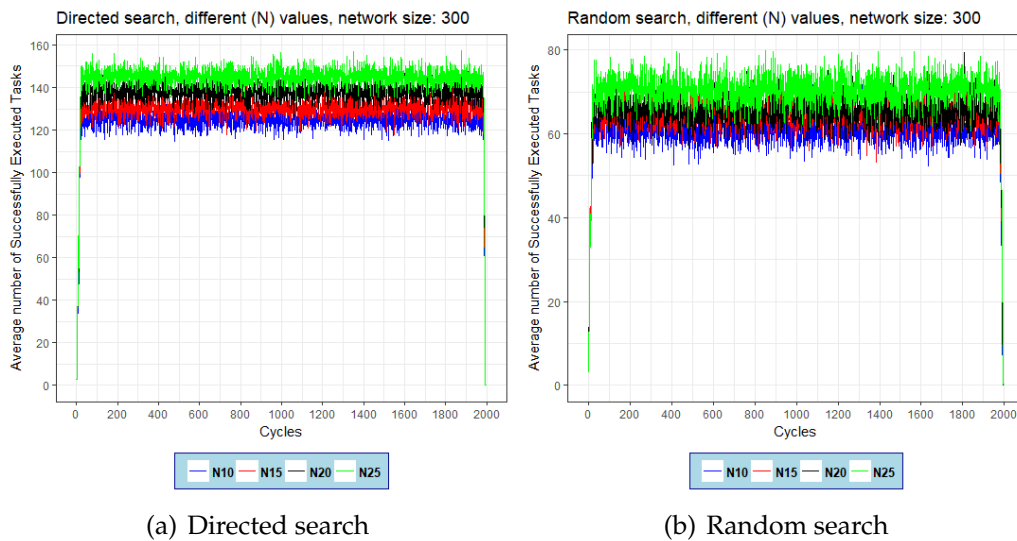 Directed search, different (N) values, network size: 300
Average number of Successfully Executed Tasks
160
140
120
100
80
60
40
20
0
0 200 400 600 800 1000 1200 1400 1600 1800 2000
Cycles
N10 N15 N20 N25
(a) Directed search
Random search, different (N) values, network size: 300
Average number of Successfully Executed Tasks
80
60
40
20
0
0 200 400 600 800 1000 1200 1400 1600 1800 2000
Cycles
N10 N15 N20 N25
(b) Random search